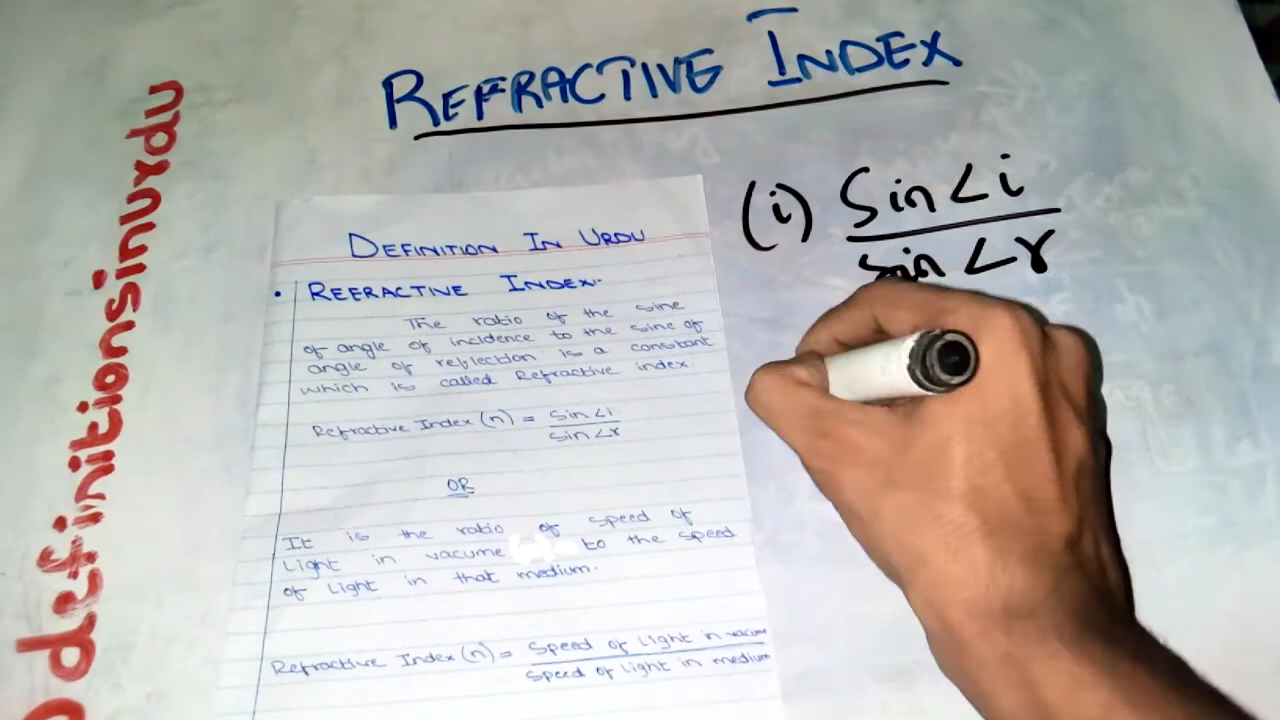 REFRACTIVE INDEX
definitionsinurdu
(i) Sin<i
sin <r
DEFINITION IN URDU
• REFRACTIVE INDEX:-
The ratio of the sine
of angle of incidence to the sine of
angle of reflection is a constant
which is called Refractive index.
Refractive Index (n) = Sin<i
Sin<r
OR
It is the ratio of speed of
Light in vacume to the speed
of Light in that medium.
Refractive Index (n) = Speed of Light in vacume
Speed of Light in medium